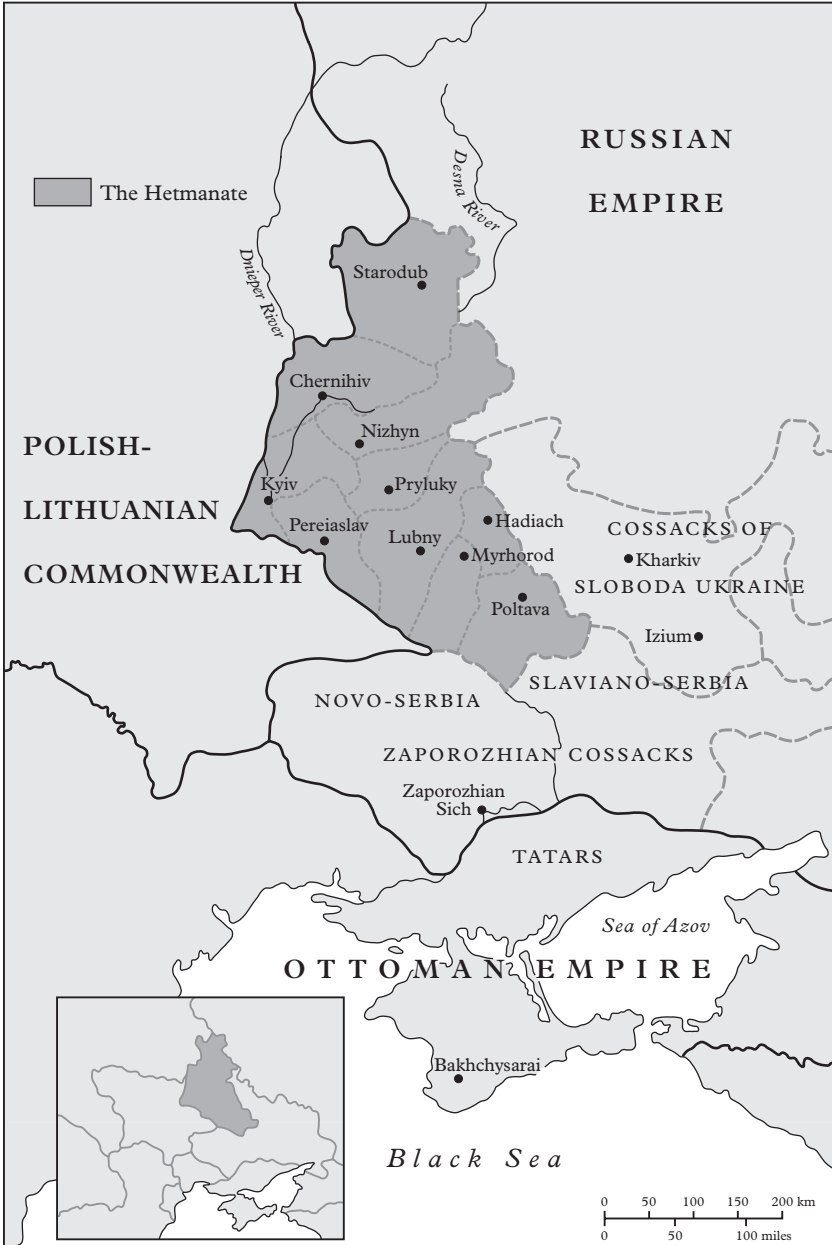 RUSSIAN
EMPIRE
The Hetmanate
Desna River
Dnieper River
Starodub
Chernihiv
Nizhyn
POLISH-
LITHUANIAN
COMMONWEALTH
Kyiv
Pryluky
Pereiaslav
Lubny
Hadiach
Myrhorod
Poltava
COSSACKS OF
Kharkiv
SLOBODA UKRAINE
Izium
SLAVIANO-SERBIA
NOVO-SERBIA
ZAPOROZHIAN COSSACKS
Zaporozhian
Sich
TATARS
Sea of Azov
OTTOMAN EMPIRE
Bakhchysarai
Black Sea
0 50 100 150 200 km
0 50 100 miles